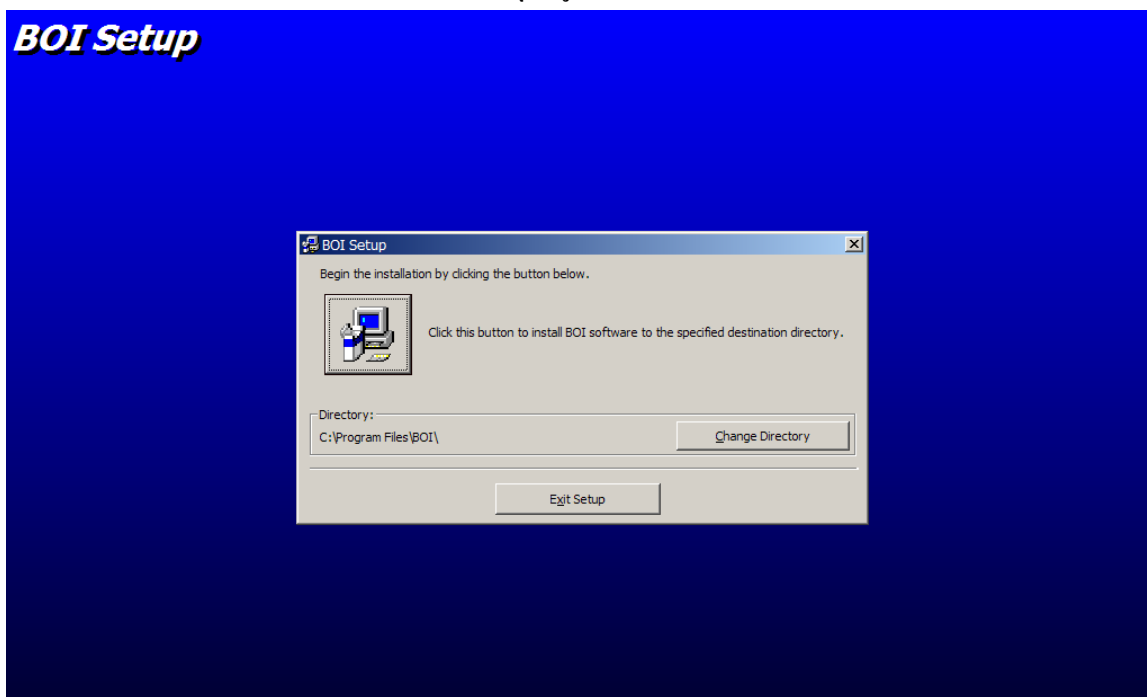 BOI Setup
BOI Setup
Begin the installation by clicking the button below.
Click this button to install BOI software to the specified destination directory.
Directory:
C:\Program Files\BOI\
Change Directory
Exit Setup